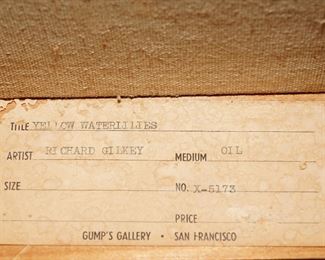 TITLE YELLOW WATERLILIES
ARTIST RICHARD GILKEY MEDIUM OIL
SIZE NO. X-5173
PRICE
GUMP'S GALLERY • SAN FRANCISCO